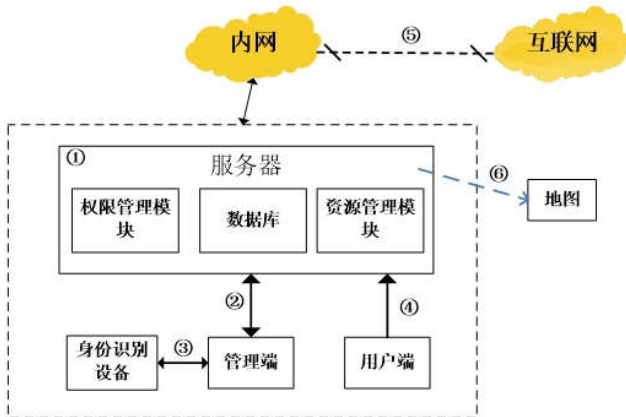 内网
⑤
互联网
①
服务器
⑥
权限管理模
块
数据库
资源管理模
块
地图
②
④
身份识别
设备
③
管理端
用户端